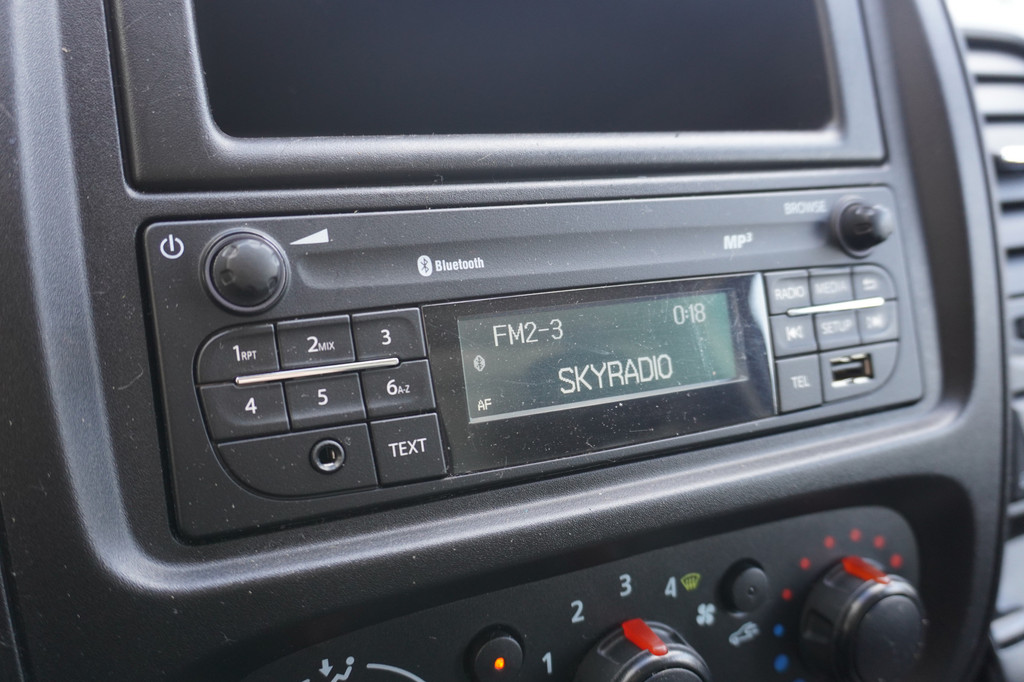 BROWSE
MP3
Bluetooth
RADIO MEDIA
FM2-3 0:18
SKYRADIO
AF
1RPT 2MIX 3
4 5 6A-Z
TEXT
SETUP
TEL
1 2 3 4